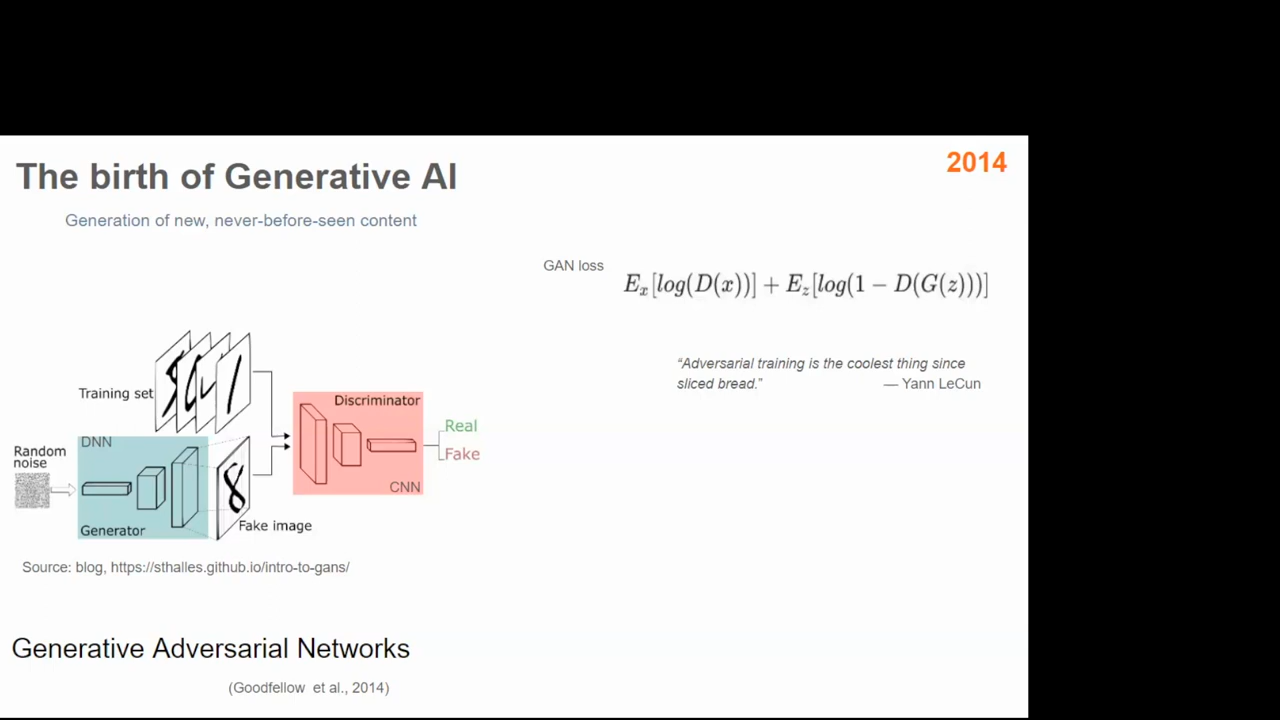 The birth of Generative AI
2014
Generation of new, never-before-seen content
GAN loss
E_x[log(D(x))] + E_z[log(1 − D(G(z)))]
“Adversarial training is the coolest thing since
sliced bread.”
— Yann LeCun
Training set
Discriminator
Real
Fake
CNN
DNN
Random
noise
Generator
8
Fake image
Source: blog, https://sthalles.github.io/intro-to-gans/
Generative Adversarial Networks
(Goodfellow et al., 2014)